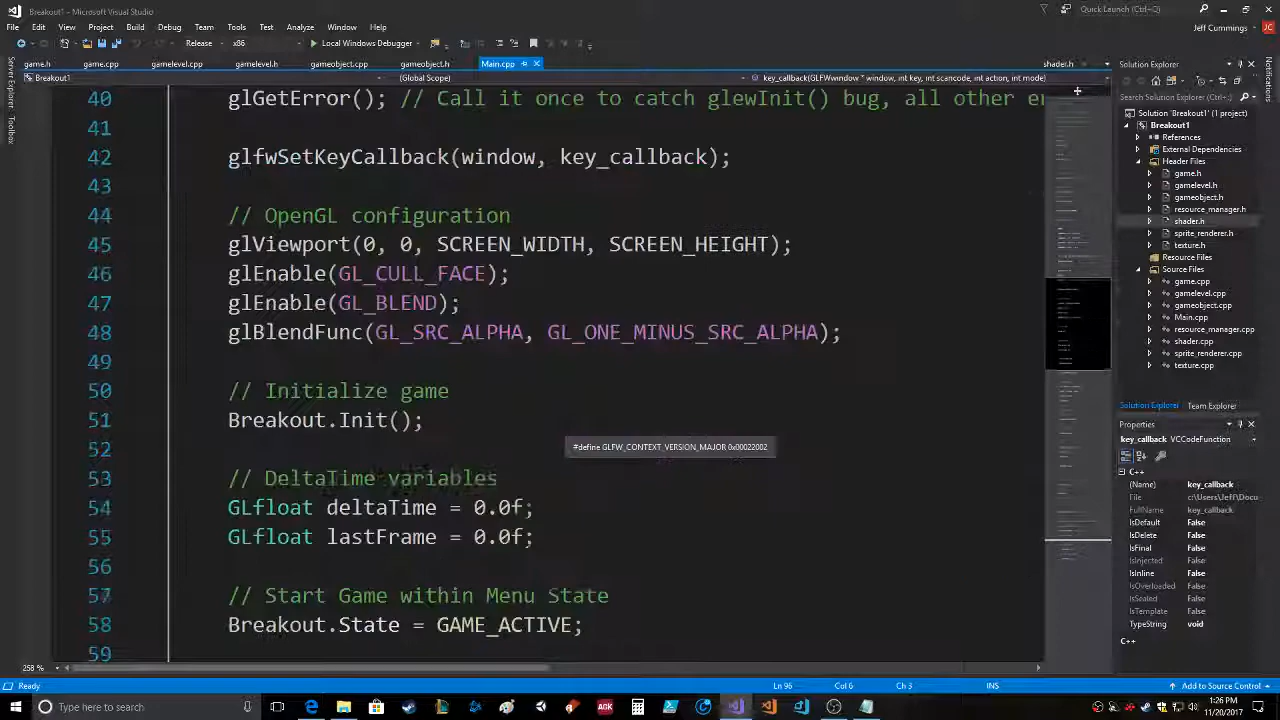 Breakout1 - Microsoft Visual Studio
Quick Launch (Ctrl+Q)
File Edit View Project Build Debug Team Tools Test Analyze Window Help
Jeff Cummings JC
Release x86 Local Windows Debugger
game.h game.cpp gamelevel.cpp gamelevel.h gameobject.cpp gameobject.h Main.cpp shader.h
Solution Explorer
Server Explorer
Toolbox
Notifications
Breakout1 (Global Scope) key_callback(GLFWwindow * window, int key, int scancode, int action, int mode)
Search Solution Explorer (Ctrl+;)
40 glGetError(); // Call it once to catch glewInit() bug, all other er
41
42 glfwSetKeyCallback(window, key_callback);
43
44 // OpenGL configuration
45 glViewport(0, 0, SCREEN_WIDTH, SCREEN_HEIGHT);
46 glEnable(GL_CULL_FACE);
47 glEnable(GL_BLEND);
48 glBlendFunc(GL_SRC_ALPHA, GL_ONE_MINUS_SRC_ALPHA);
49
50 // Initialize game
51 Breakout.Init();
52
53 // DeltaTime variables
54 GLfloat deltaTime = 0.0f;
55 GLfloat lastFrame = 0.0f;
56
57 // Start Game within Menu State
58 Breakout.State = GAME_ACTIVE;
59
#define GLFW_CONTEXT_VERSION_MAJOR 0x00022002
Solution 'Breakout1' (1 project)
Breakout1
References
External Dependencies
Header Files
game.h
gamelevel.h
gameobject.h
resource_manag
shader.h
sprite_renderer.h
texture.h
Resource Files
Source Files
game.cpp
gamelevel.cpp
gameobject.cpp
Main.cpp
resource_manag.cpp
shader.cpp
sprite_renderer.cpp
texture.cpp
Solution Explorer Team Explorer
Properties
key_callback VCCodeFunction
C++
(Name) key_callback
File c:\Users\Jeff\Docu
FullName key_callback
IsDefault False
IsFinal False
IsInjected False
IsInline False
IsOverloaded False
IsSealed False
IsTemplate False
TypeString void
C++
258 %
Ready Ln 96 Col 6 Ch 3 INS Add to Source Control
Type here to search
AGK
1:26 PM
11/20/2017